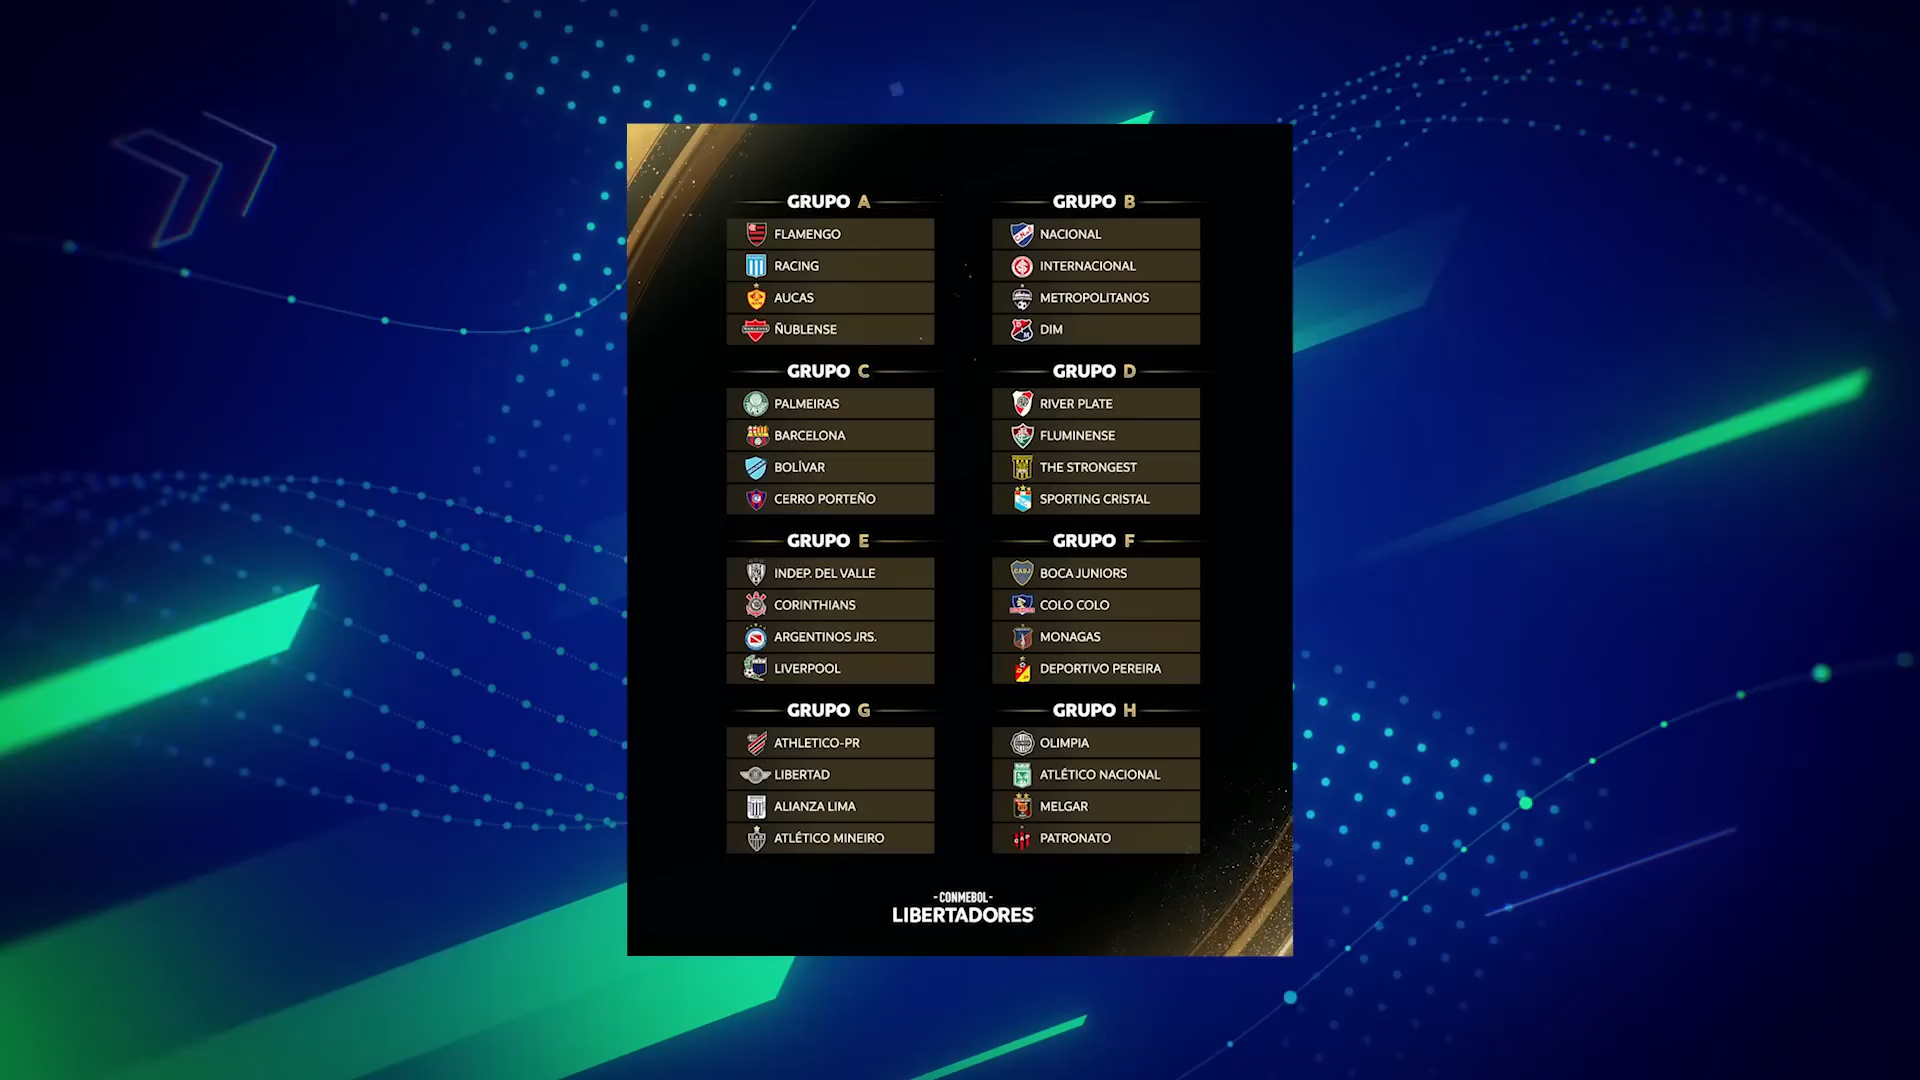 GRUPO A
FLAMENGO
RACING
AUCAS
ÑUBLENSE
GRUPO B
NACIONAL
INTERNACIONAL
METROPOLITANOS
DIM
GRUPO C
PALMEIRAS
BARCELONA
BOLÍVAR
CERRO PORTEÑO
GRUPO D
RIVER PLATE
FLUMINENSE
THE STRONGEST
SPORTING CRISTAL
GRUPO E
INDEP. DEL VALLE
CORINTHIANS
ARGENTINOS JRS.
LIVERPOOL
GRUPO F
BOCA JUNIORS
COLO COLO
MONAGAS
DEPORTIVO PEREIRA
GRUPO G
ATHLETICO-PR
LIBERTAD
ALIANZA LIMA
ATLÉTICO MINEIRO
GRUPO H
OLIMPIA
ATLÉTICO NACIONAL
MELGAR
PATRONATO
-CONMEBOL-
LIBERTADORES